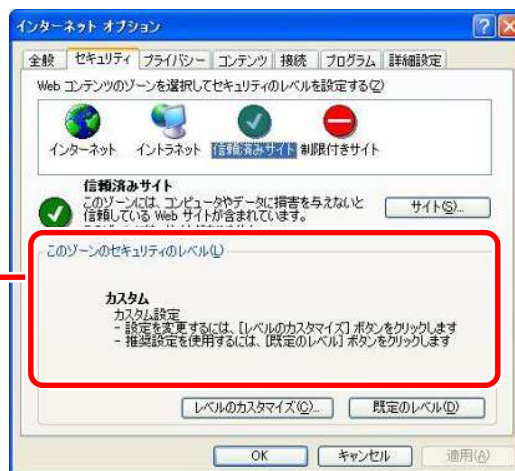 インターネット オプション
全般 セキュリティ プライバシー コンテンツ 接続 プログラム 詳細設定
Web コンテンツのゾーンを選択してセキュリティのレベルを設定する(Z)
インターネット イントラネット 信頼済みサイト 制限付きサイト
信頼済みサイト
このゾーンには、コンピュータやデータに損害を与えないと
信頼している Web サイトが含まれています。
サイト(S)...
このゾーンのセキュリティのレベル(L)
カスタム
カスタム設定
- 設定を変更するには、[レベルのカスタマイズ] ボタンをクリックします
- 推奨設定を使用するには、[既定のレベル] ボタンをクリックします
レベルのカスタマイズ(C)... 既定のレベル(D)
OK キャンセル 適用(A)